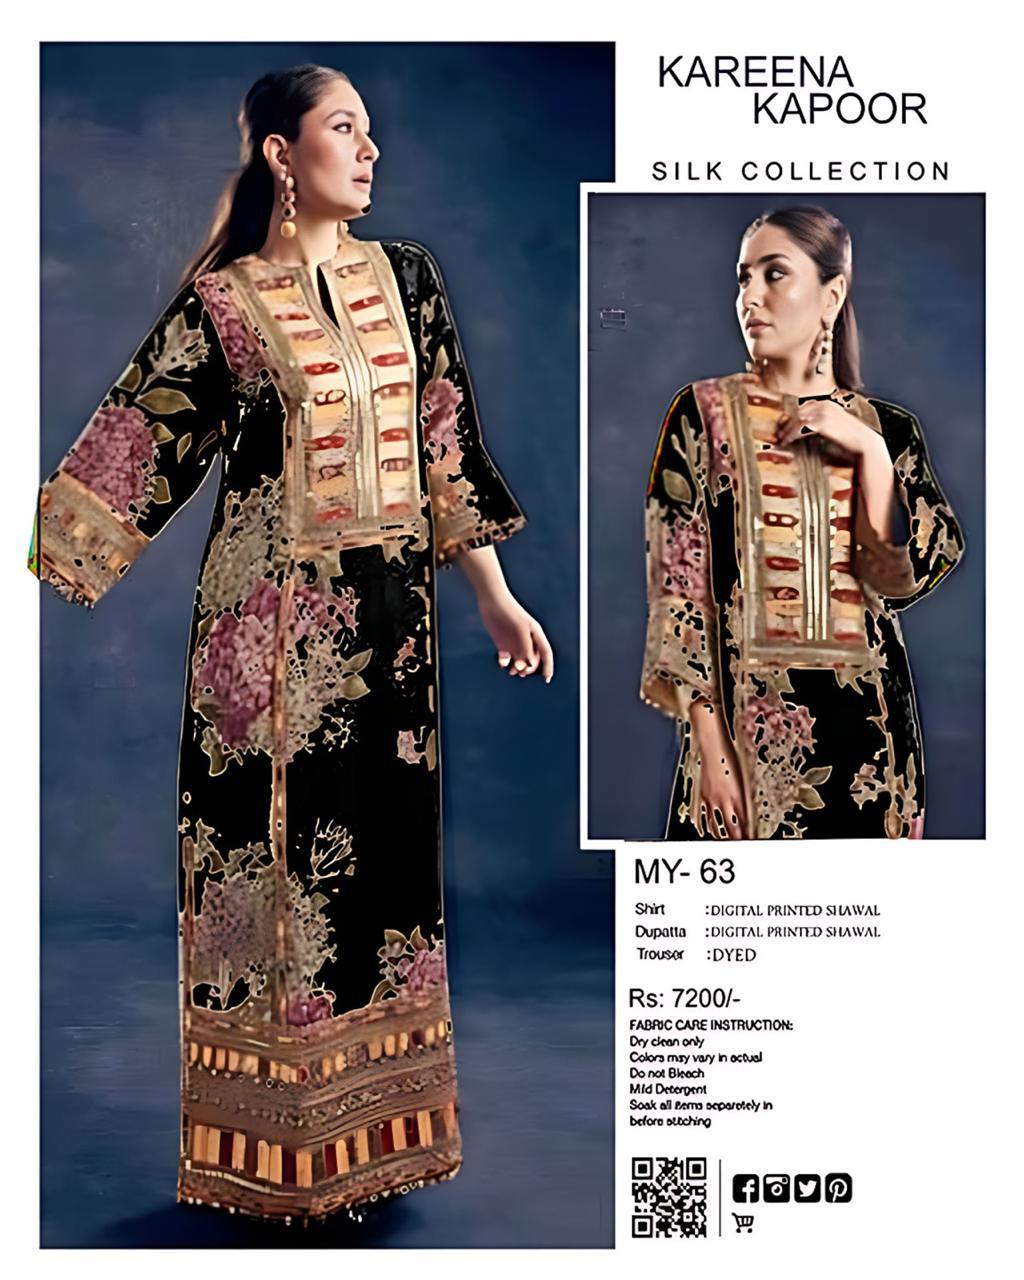 KAREENA
KAPOOR
SILK COLLECTION
MY- 63
Shirt :DIGITAL PRINTED SHAWAL
Dupatta :DIGITAL PRINTED SHAWAL
Trouser :DYED
Rs: 7200/-
FABRIC CARE INSTRUCTION:
Dry clean only
Colors may vary in actual
Do not Bleach
Mild Detergent
Soak all items separetely in
before stitching